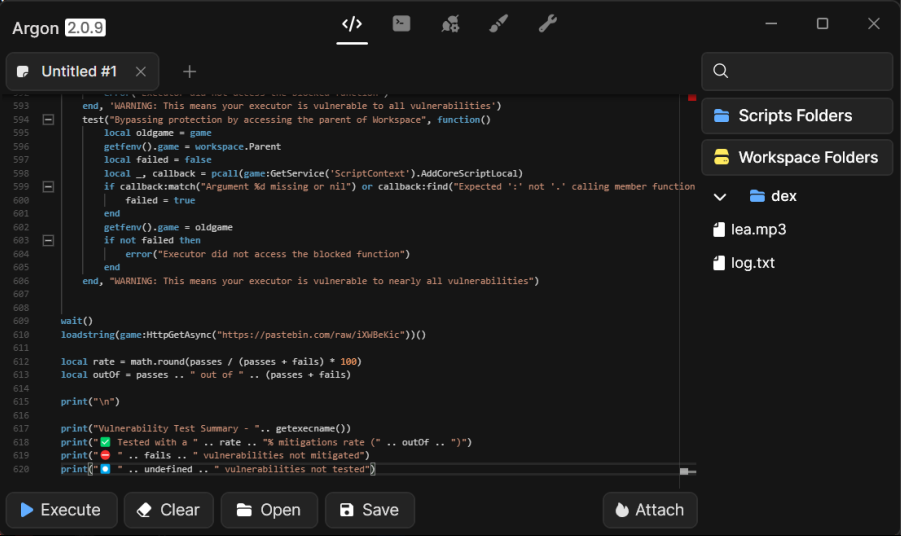 Argon 2.0.9
Untitled #1
593 end, 'WARNING: This means your executor is vulnerable to all vulnerabilities')
594 test("Bypassing protection by accessing the parent of Workspace", function()
595 local oldgame = game
596 getfenv().game = workspace.Parent
597 local failed = false
598 local _, callback = pcall(game:GetService('ScriptContext').AddCoreScriptLocal)
599 if callback:match("Argument %d missing or nil") or callback:find("Expected ':' not '.' calling member function
600 failed = true
601 end
602 getfenv().game = oldgame
603 if not failed then
604 error("Executor did not access the blocked function")
605 end
606 end, "WARNING: This means your executor is vulnerable to nearly all vulnerabilities")
607
608
609 wait()
610 loadstring(game:HttpGetAsync("https://pastebin.com/raw/iXWBeKic"))()
611
612 local rate = math.round(passes / (passes + fails) * 100)
613 local outOf = passes .. " out of " .. (passes + fails)
614
615 print("\n")
616
617 print("Vulnerability Test Summary - ".. getexecname())
618 print("✅ Tested with a " .. rate .. "% mitigations rate (" .. outOf .. ")")
619 print("⛔ " .. fails .. " vulnerabilities not mitigated")
620 print("⏺ " .. undefined .. " vulnerabilities not tested")
Scripts Folders
Workspace Folders
dex
lea.mp3
log.txt
Execute
Clear
Open
Save
Attach